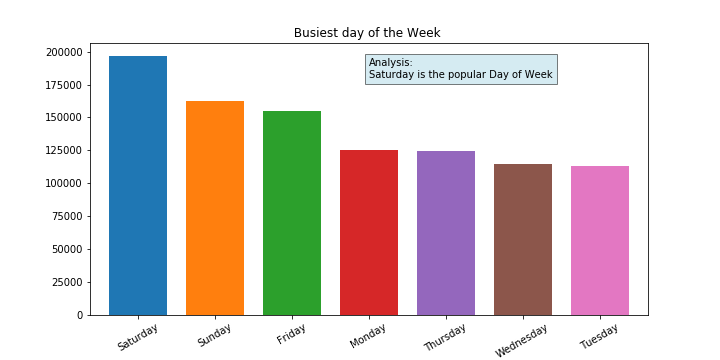 Busiest day of the Week
200000
175000
150000
125000
100000
75000
50000
25000
0
Analysis:
Saturday is the popular Day of Week
Saturday
Sunday
Friday
Monday
Thursday
Wednesday
Tuesday